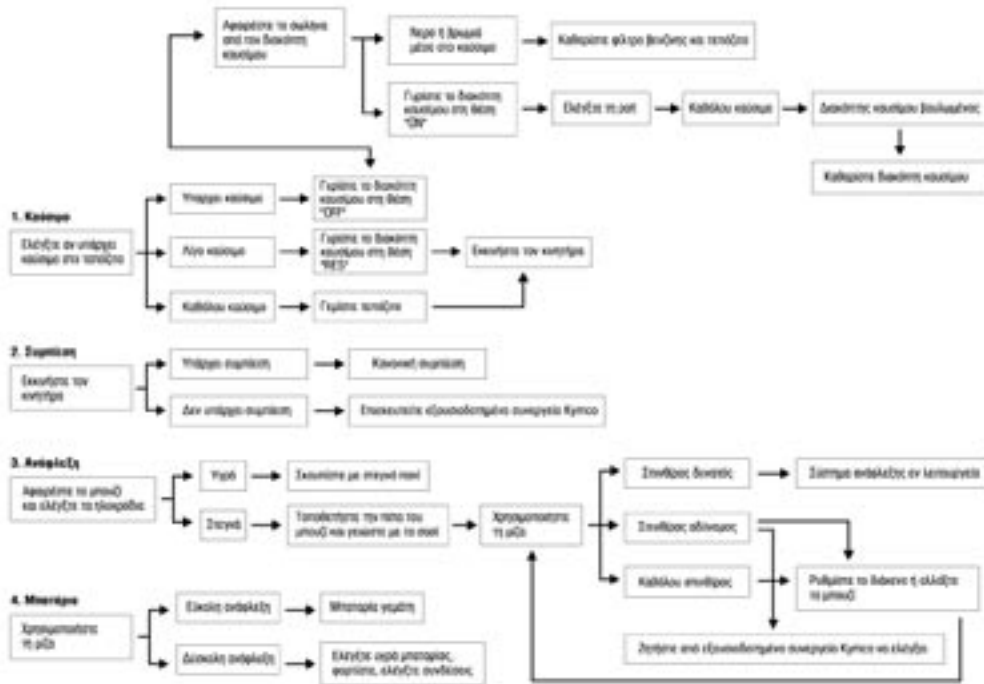 Αφαιρέστε το σωλήνα
από τον διακόπτη
καυσίμου
Νερό ή βρωμιά
μέσα στο καύσιμο
Καθαρίστε φίλτρο βενζίνης και τεπόζιτο
Γυρίστε το διακόπτη
καυσίμου στη θέση
"ON"
Ελέγξτε τη ροή
Καθόλου καύσιμο
Διακόπτης καυσίμου βουλωμένος
Καθαρίστε διακόπτη καυσίμου
1. Καύσιμο
Ελέγξτε αν υπάρχει
καύσιμο στο τεπόζιτο
Υπάρχει καύσιμο
Γυρίστε το διακόπτη
καυσίμου στη θέση
"OFF"
Λίγο καύσιμο
Γυρίστε το διακόπτη
καυσίμου στη θέση
"RES"
Εκκινήστε τον κινητήρα
Καθόλου καύσιμο
Γεμίστε τεπόζιτο
2. Συμπίεση
Εκκινήστε τον
κινητήρα
Υπάρχει συμπίεση
Κανονική συμπίεση
Δεν υπάρχει συμπίεση
Επισκευτείτε εξουσιοδοτημένο συνεργείο Kymco
3. Ανάφλεξη
Αφαιρέστε το μπουζί
και ελέγξτε τα ηλεκρόδια
Υγρό
Σκουπίστε με στεγνό πανί
Στεγνό
Τοποθετήστε την πίπα του
μπουζί και γειώστε με το σασί
Χρησιμοποιήστε
τη μίζα
Σπινθήρας δυνατός
Σύστημα ανάφλεξης εν λειτουργεία
Σπινθήρας αδύναμος
Καθόλου σπινθήρας
Ρυθμίστε το διάκενο ή αλλάξτε
το μπουζί
Ζητήστε από εξουσιοδοτημένο συνεργείο Kymco να ελέγξει
4. Μπαταρία
Χρησιμοποιήστε
τη μίζα
Εύκολη ανάφλεξη
Μπαταρία γεμάτη
Δύσκολη ανάφλεξη
Ελέγξτε υγρά μπαταρίας,
φορτίστε, ελέγξτε συνδέσεις